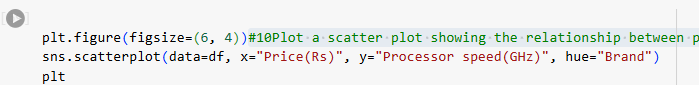 plt.figure(figsize=(6, 4))#10Plot a scatter plot showing the relationship between
sns.scatterplot(data=df, x="Price(Rs)", y="Processor speed(GHz)", hue="Brand")
plt